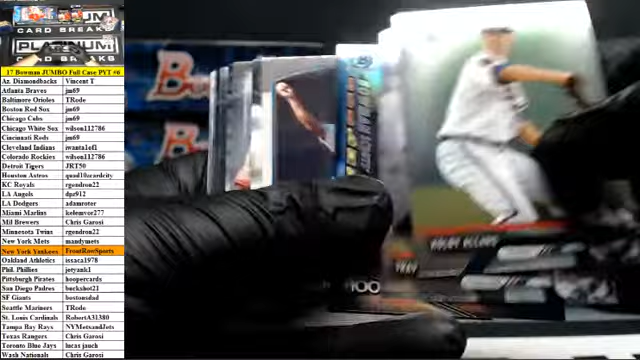 PLATINUM
CARD BREAKS
PLATINUM
CARD BREAKS
17 Bowman JUMBO Full Case PYT #6
Az. Diamondbacks Vincent T
Atlanta Braves jm69
Baltimore Orioles TRode
Boston Red Sox jm69
Chicago Cubs jm69
Chicago White Sox wilson112786
Cincinnati Reds jm69
Cleveland Indians iwanta1of1
Colorado Rockies wilson112786
Detroit Tigers JRT50
Houston Astros quad10cardcity
KC Royals rgendron22
LA Angels dpz912
LA Dodgers adamroter
Miami Marlins kelemvor277
Mil Brewers Chris Garosi
Minnesota Twins rgendron22
New York Mets mandymets
New York Yankees FrontRowSports
Oakland Athletics issaca1978
Phil. Phillies jetyank1
Pittsburgh Pirates hoopercards
San Diego Padres buckshot21
SF Giants bostonsdad
Seattle Mariners TRode
St. Louis Cardinals RobertA31380
Tampa Bay Rays NYMetsandJets
Texas Rangers Chris Garosi
Toronto Blue Jays lucas jauch
Wash Nationals Chris Garosi